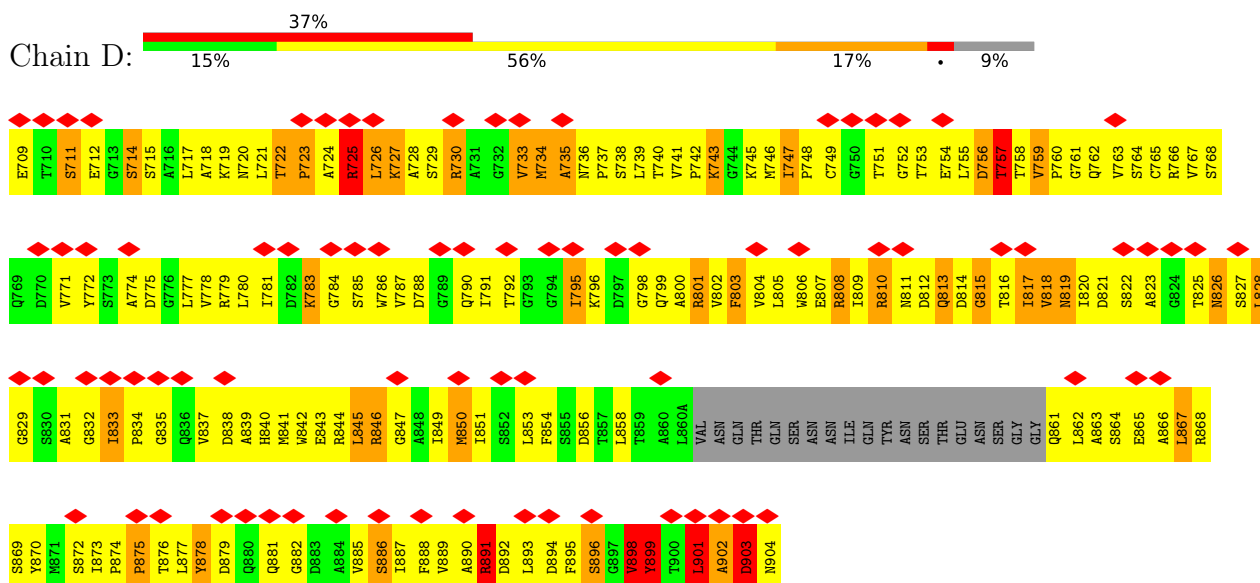 37%
Chain D:
15% 56% 17% • 9%
E709 T710 S711 E712 G713 S714 S715 A716 L717 A718 K719 N720 L721 T722 P723 A724 R725 L726 K727 A728 S729 R730 A731 G732 V733 M734 A735 N736 P737 S738 L739 T740 V741 P742 K743 G744 K745 M746 I747 P748 C749 G750 T751 G752 T753 E754 L755 D756 T757 T758 V759 P760 G761 Q762 V763 S764 C765 R766 V767 S768
Q769 D770 V771 Y772 S773 A774 D775 G776 L777 V778 R779 L780 I781 D782 K783 G784 S785 W786 V787 D788 G789 Q790 I791 T792 G793 G794 I795 K796 D797 G798 Q799 A800 R801 V802 F803 V804 L805 W806 E807 R808 I809 R810 N811 D812 Q813 D814 G815 T816 I817 V818 N819 I820 D821 S822 A823 G824 T825 N826 S827 L828
G829 S830 A831 G832 I833 P834 G835 Q836 V837 D838 A839 H840 M841 W842 E843 R844 L845 R846 G847 A848 I849 M850 I851 S852 L853 F854 S855 D856 T857 L858 T859 A860 L860A VAL ASN GLN THR GLN SER ASN ASN ILE GLN TYR ASN SER THR GLU ASN SER GLY GLY Q861 L862 A863 S864 E865 A866 L867 R868
S869 Y870 M871 S872 I873 P874 P875 T876 L877 Y878 D879 Q880 Q881 G882 D883 A884 V885 S886 I887 F888 V889 A890 R891 D892 L893 D894 F895 S896 G897 V898 Y899 T900 L901 A902 D903 N904